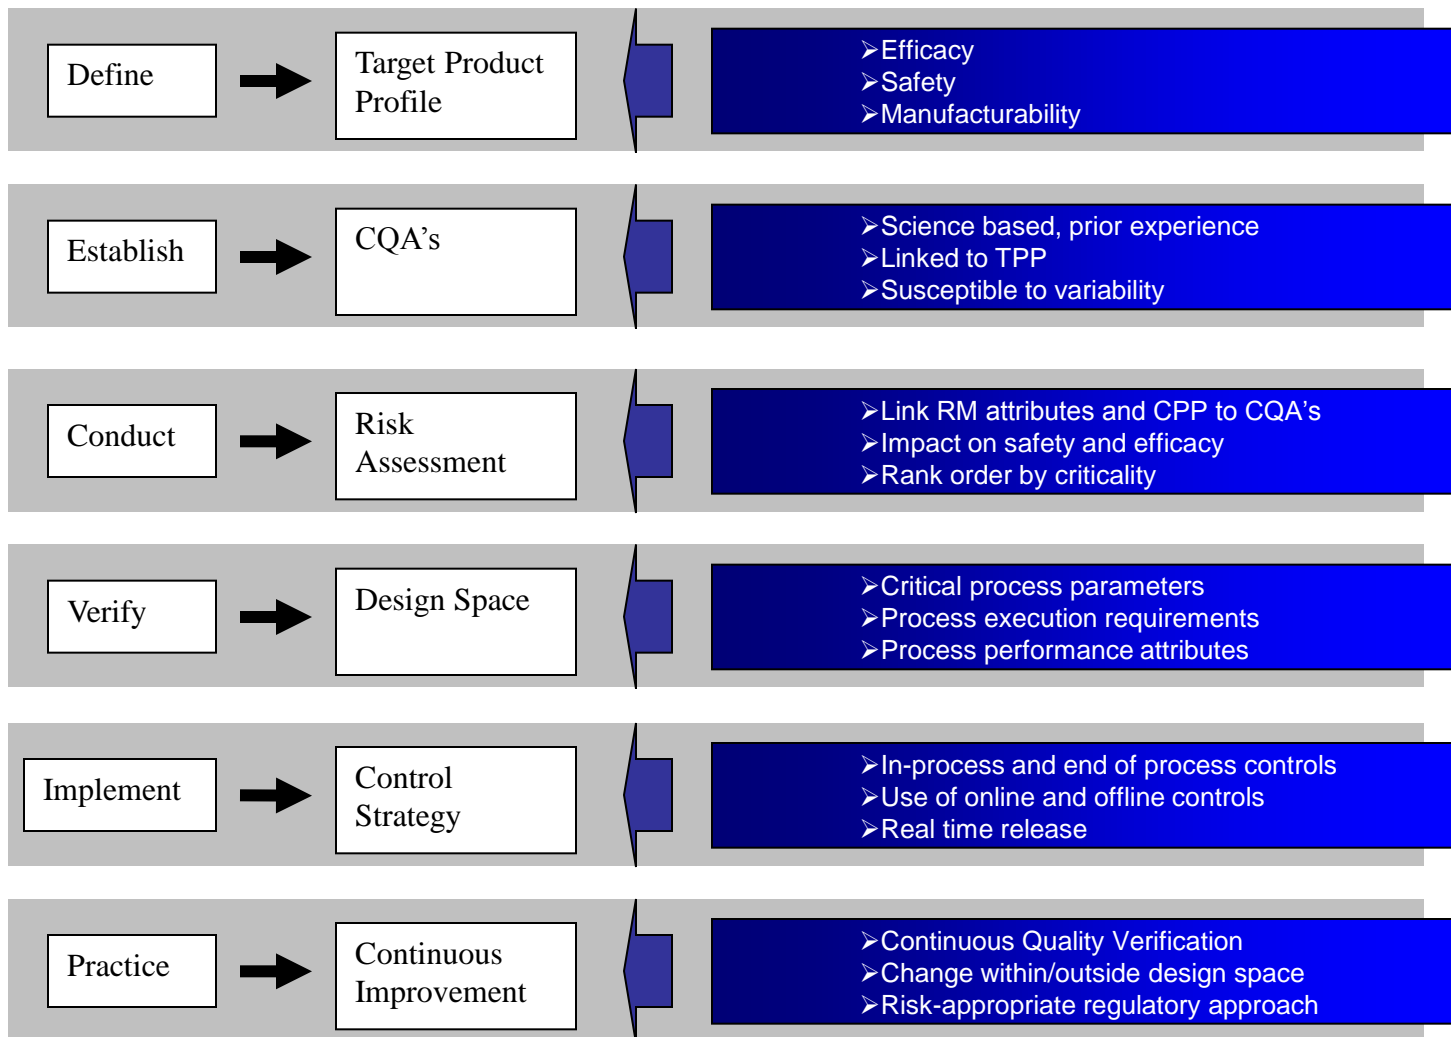 Define
Target Product
Profile
➢Efficacy
➢Safety
➢Manufacturability
Establish
CQA's
➢Science based, prior experience
➢Linked to TPP
➢Susceptible to variability
Conduct
Risk
Assessment
➢Link RM attributes and CPP to CQA's
➢Impact on safety and efficacy
➢Rank order by criticality
Verify
Design Space
➢Critical process parameters
➢Process execution requirements
➢Process performance attributes
Implement
Control
Strategy
➢In-process and end of process controls
➢Use of online and offline controls
➢Real time release
Practice
Continuous
Improvement
➢Continuous Quality Verification
➢Change within/outside design space
➢Risk-appropriate regulatory approach